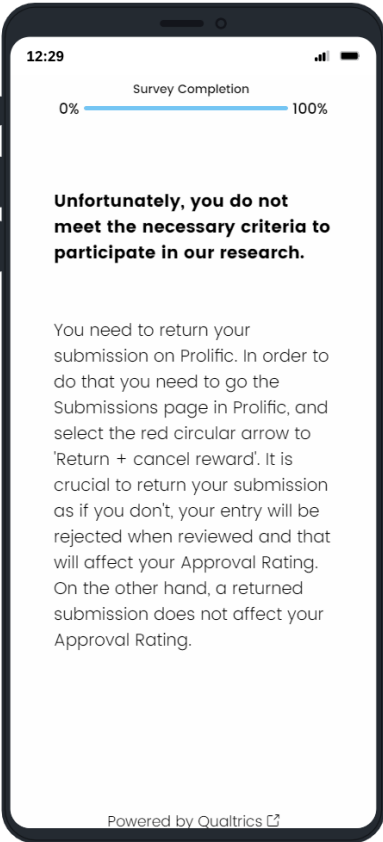 12:29
Survey Completion
0% 100%
Unfortunately, you do not
meet the necessary criteria to
participate in our research.
You need to return your
submission on Prolific. In order to
do that you need to go the
Submissions page in Prolific, and
select the red circular arrow to
'Return + cancel reward'. It is
crucial to return your submission
as if you don't, your entry will be
rejected when reviewed and that
will affect your Approval Rating.
On the other hand, a returned
submission does not affect your
Approval Rating.
Powered by Qualtrics